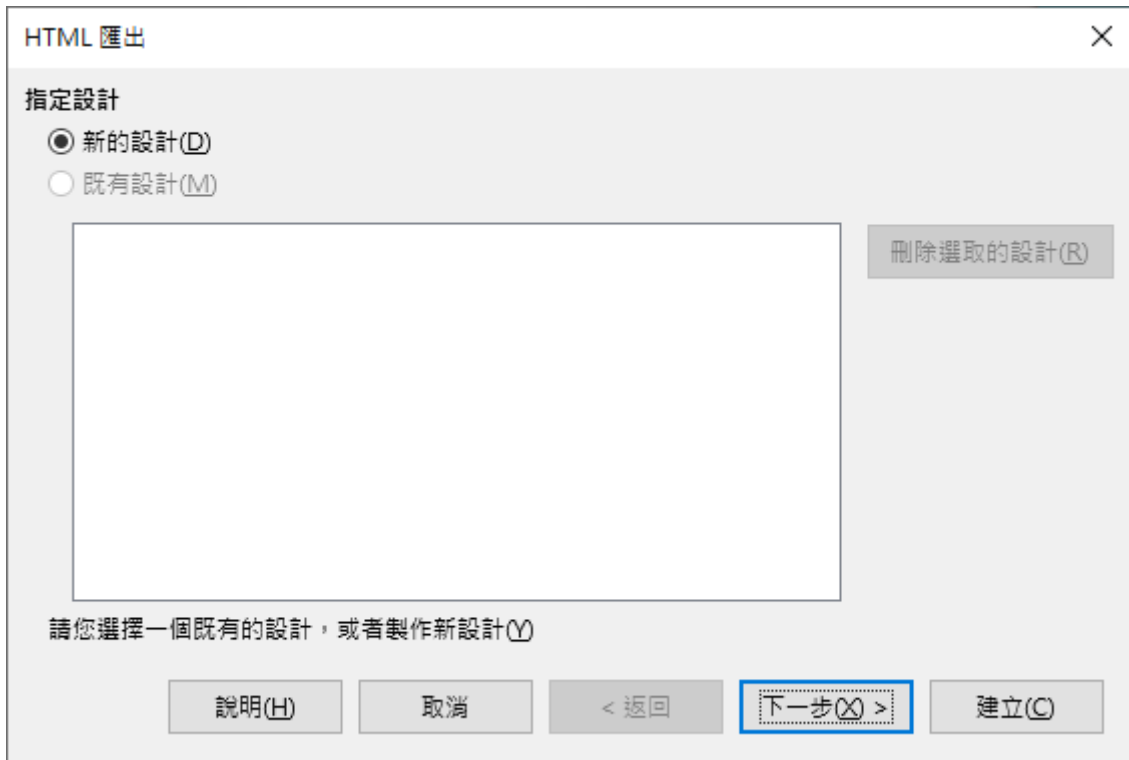 HTML 匯出
指定設計
新的設計(D)
既有設計(M)
刪除選取的設計(R)
請您選擇一個既有的設計，或者製作新設計(Y)
說明(H)
取消
< 返回
下一步(X) >
建立(C)